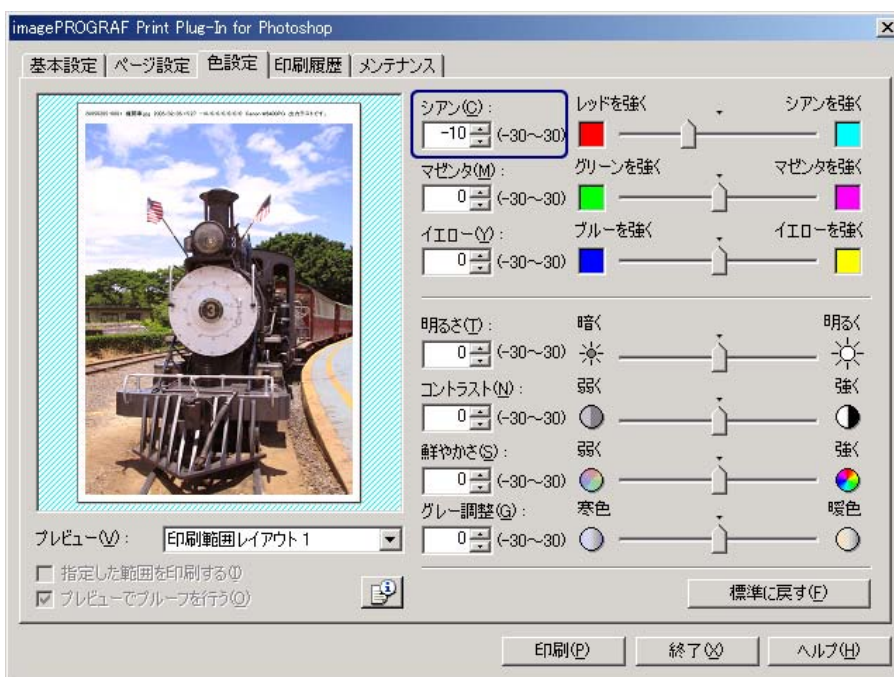 imagePROGRAF Print Plug-In for Photoshop
基本設定 ページ設定 色設定 印刷履歴 メンテナンス
シアン(C) : レッドを強く シアンを強く
-10 (-30～30)
マゼンタ(M) : グリーンを強く マゼンタを強く
0 (-30～30)
イエロー(Y) : ブルーを強く イエローを強く
0 (-30～30)
明るさ(T) : 暗く 明るく
0 (-30～30)
コントラスト(N) : 弱く 強く
0 (-30～30)
鮮やかさ(S) : 弱く 強く
0 (-30～30)
グレー調整(G) : 寒色 暖色
0 (-30～30)
3
プレビュー(V) : 印刷範囲レイアウト 1
指定した範囲を印刷する(I)
プレビューでプルーフを行う(O)
標準に戻す(F)
印刷(P) 終了(X) ヘルプ(H)